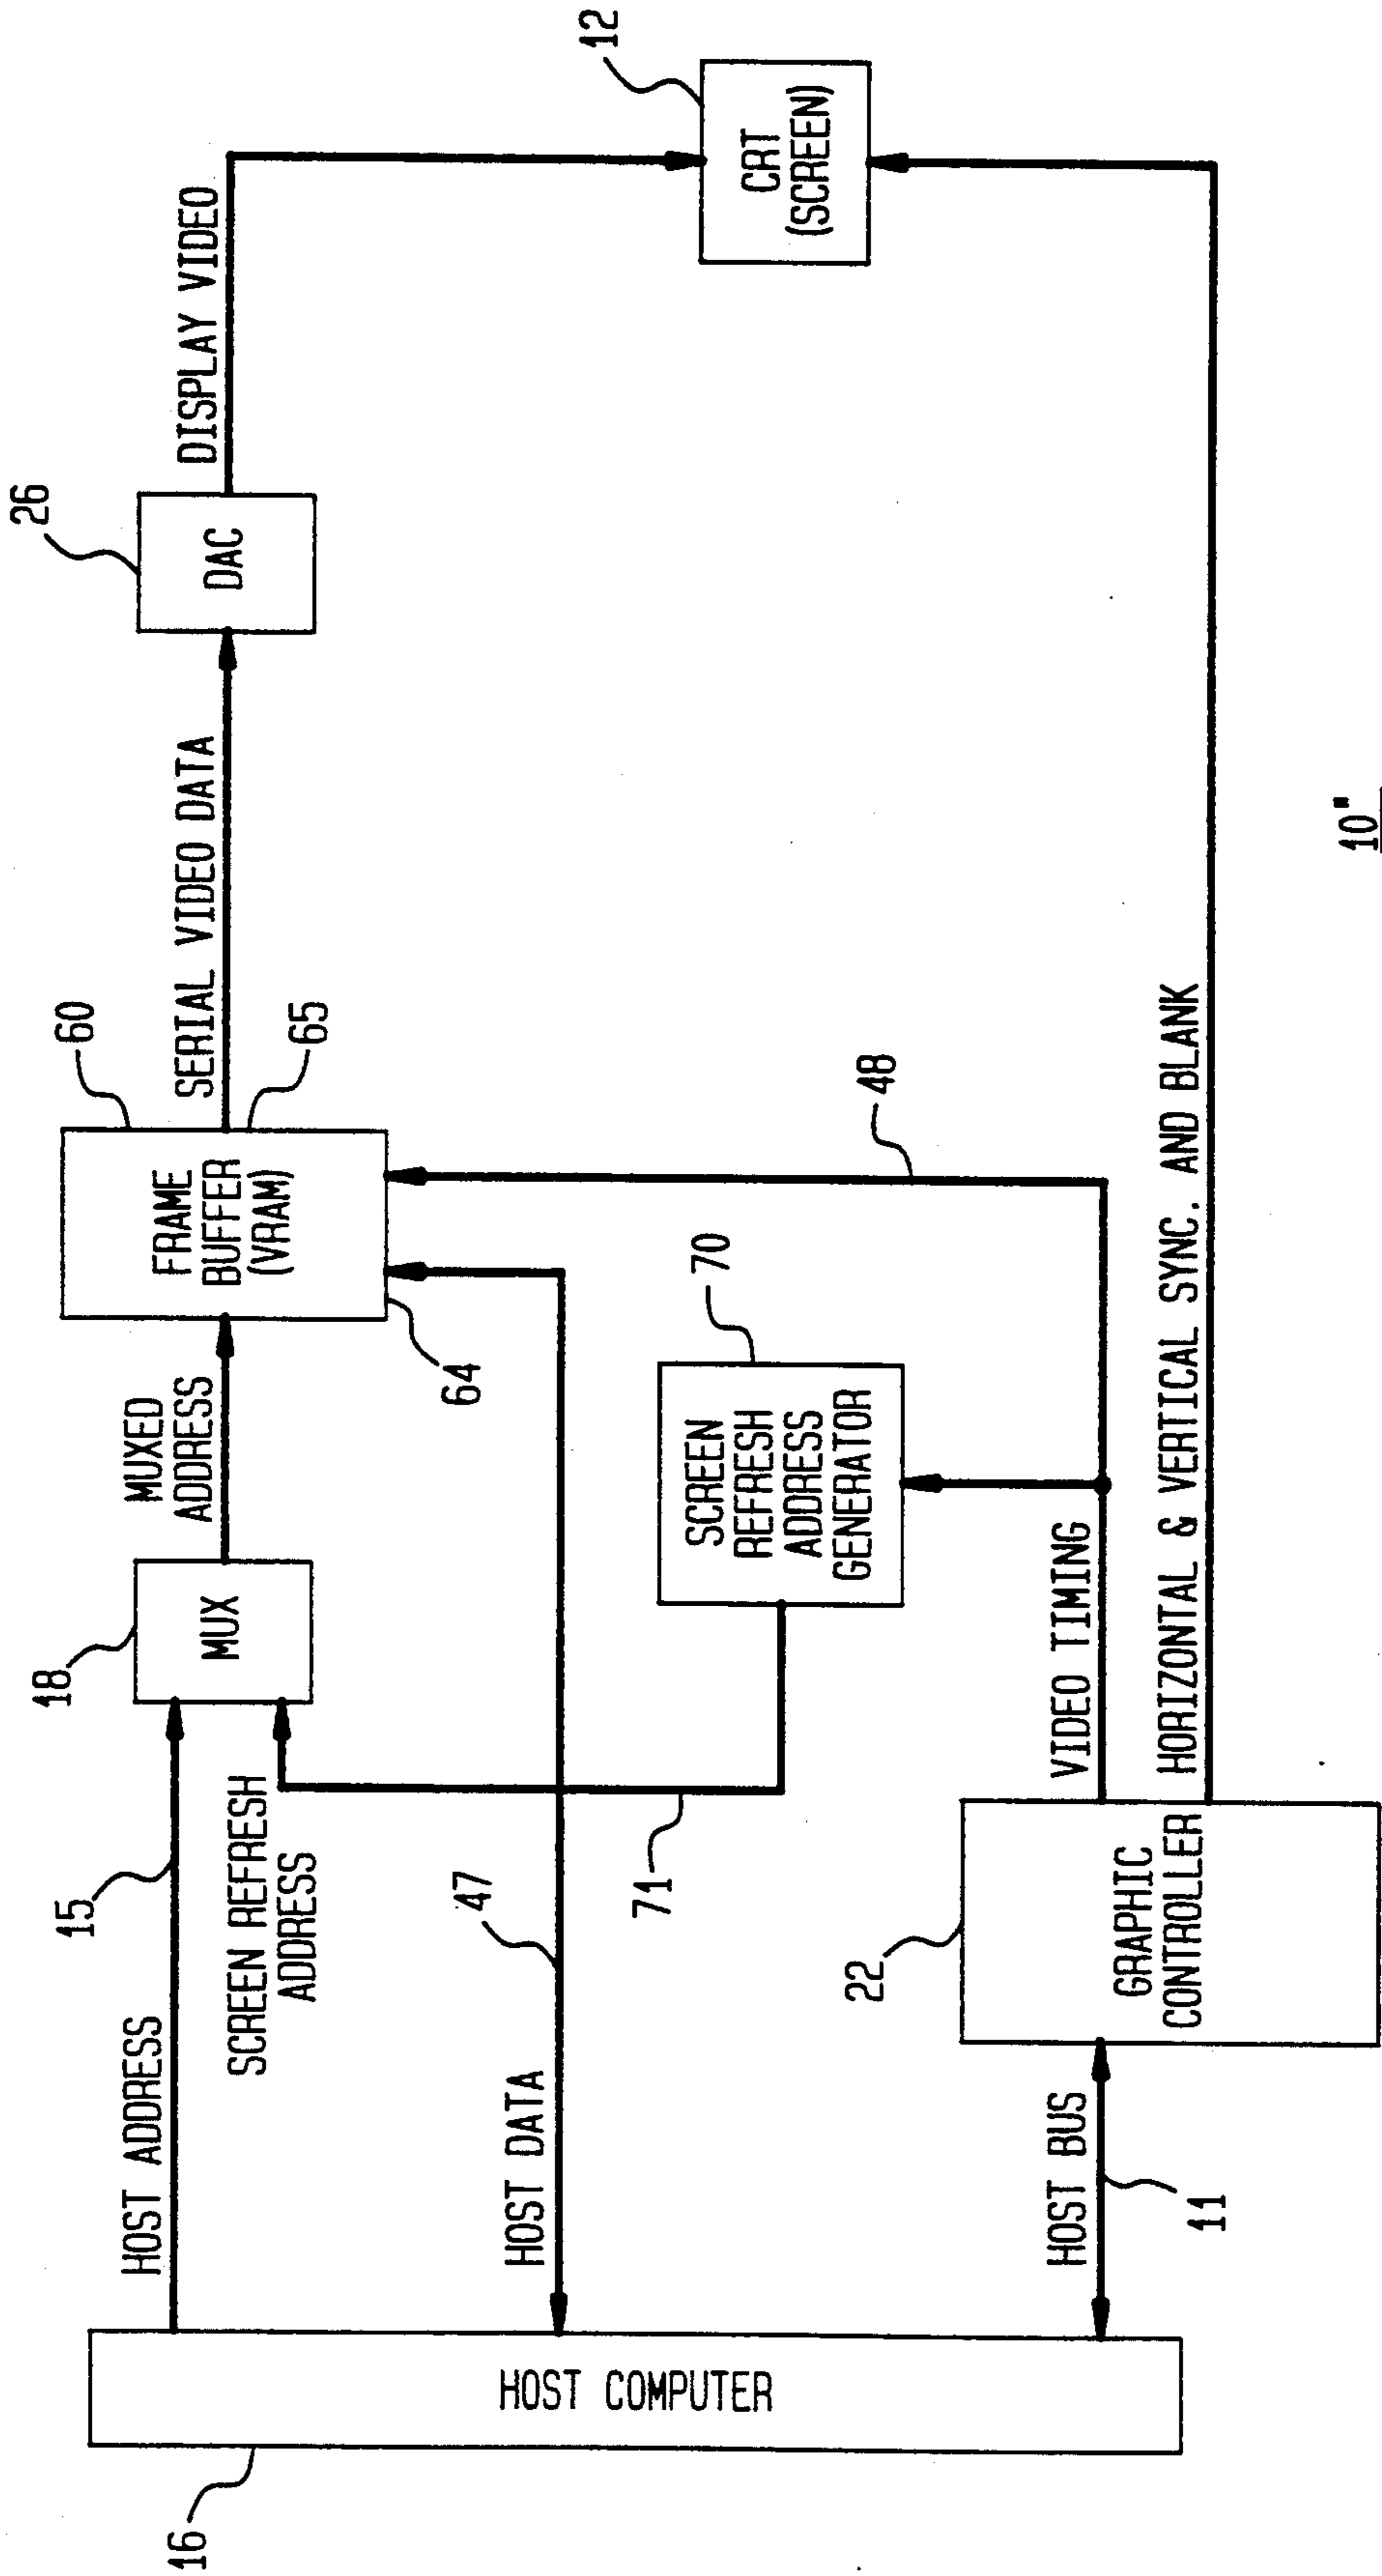 16
HOST COMPUTER
HOST ADDRESS
15
SCREEN REFRESH
ADDRESS
18
MUX
MUXED
ADDRESS
60
FRAME
BUFFER
(VRAM)
64
65
SERIAL VIDEO DATA
26
DAC
DISPLAY VIDEO
12
CRT
(SCREEN)
HOST DATA
47
71
70
SCREEN
REFRESH
ADDRESS
GENERATOR
48
HOST BUS
11
22
GRAPHIC
CONTROLLER
VIDEO TIMING
HORIZONTAL & VERTICAL SYNC. AND BLANK
10"